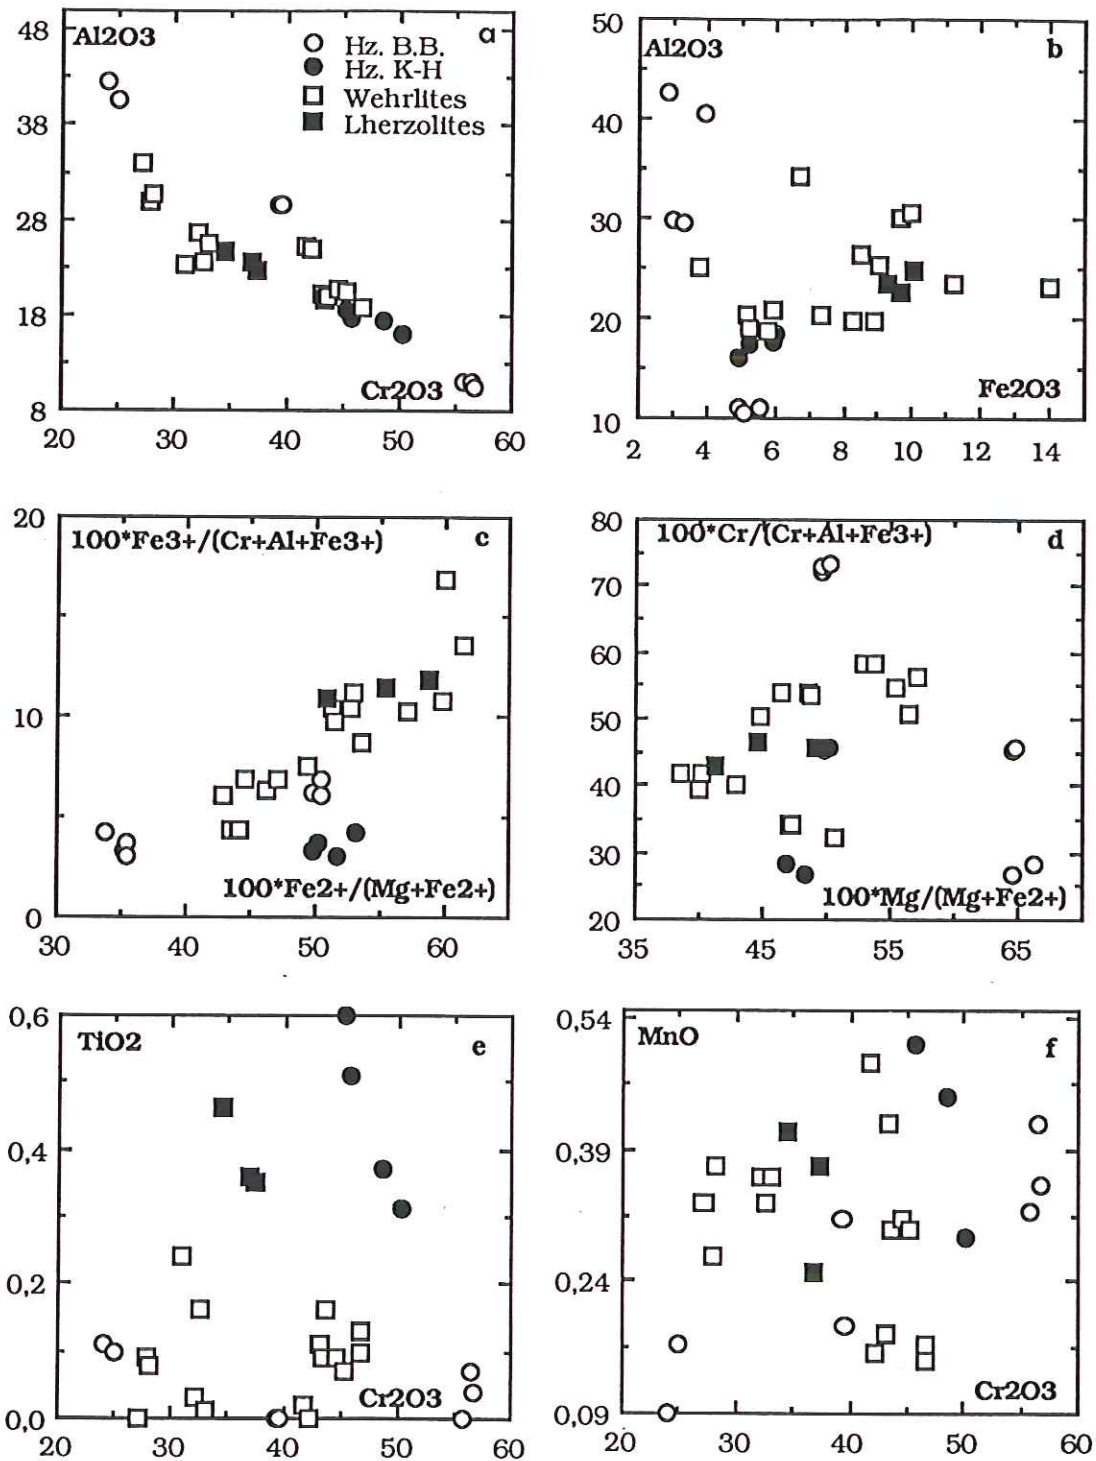 48
Al2O3
a
Hz. B.B.
Hz. K-H
Wehrlites
Lherzolites
38
28
18
Cr2O3
8
20 30 40 50 60
50
Al2O3
b
40
30
20
Fe2O3
10
2 4 6 8 10 12 14
20
100*Fe3+/(Cr+Al+Fe3+)
c
10
100*Fe2+/(Mg+Fe2+)
0
30 40 50 60
80
100*Cr/(Cr+Al+Fe3+)
d
70
60
50
40
30
100*Mg/(Mg+Fe2+)
20
35 45 55 65
0,6
TiO2
e
0,4
0,2
Cr2O3
0,0
20 30 40 50 60
0,54
MnO
f
0,39
0,24
Cr2O3
0,09
20 30 40 50 60